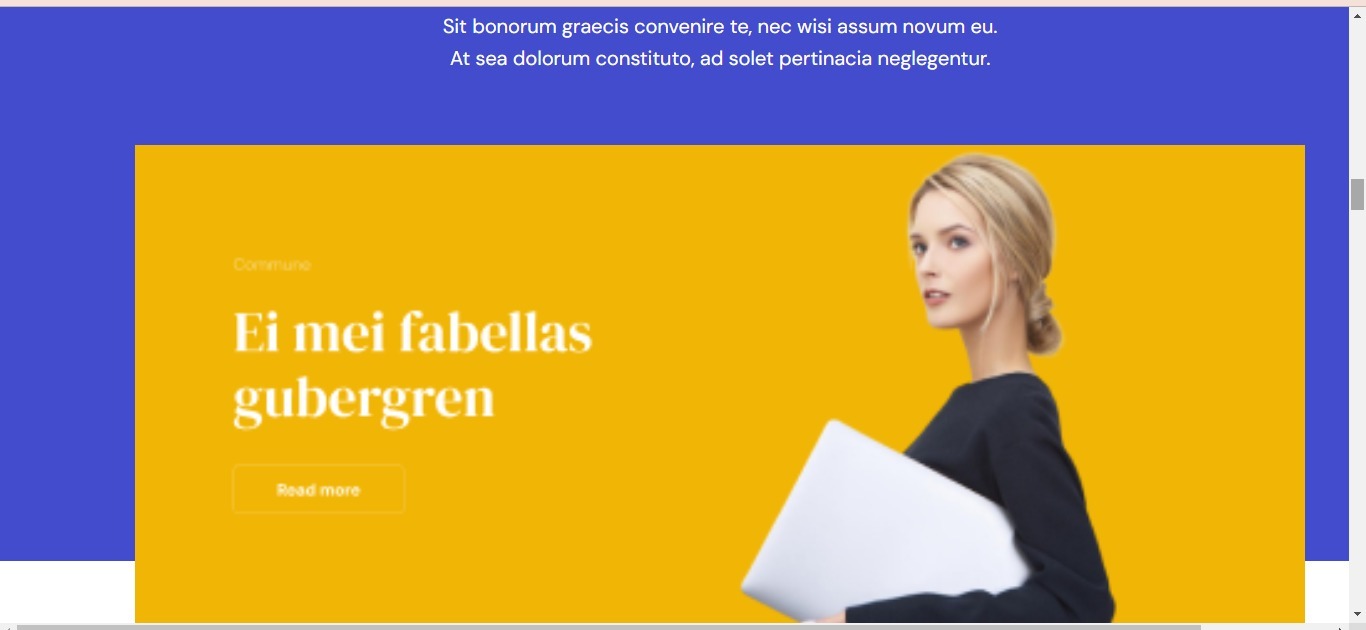 Sit bonorum graecis convenire te, nec wisi assum novum eu.
At sea dolorum constituto, ad solet pertinacia neglegentur.
Commune
Ei mei fabellas
gubergren
Read more